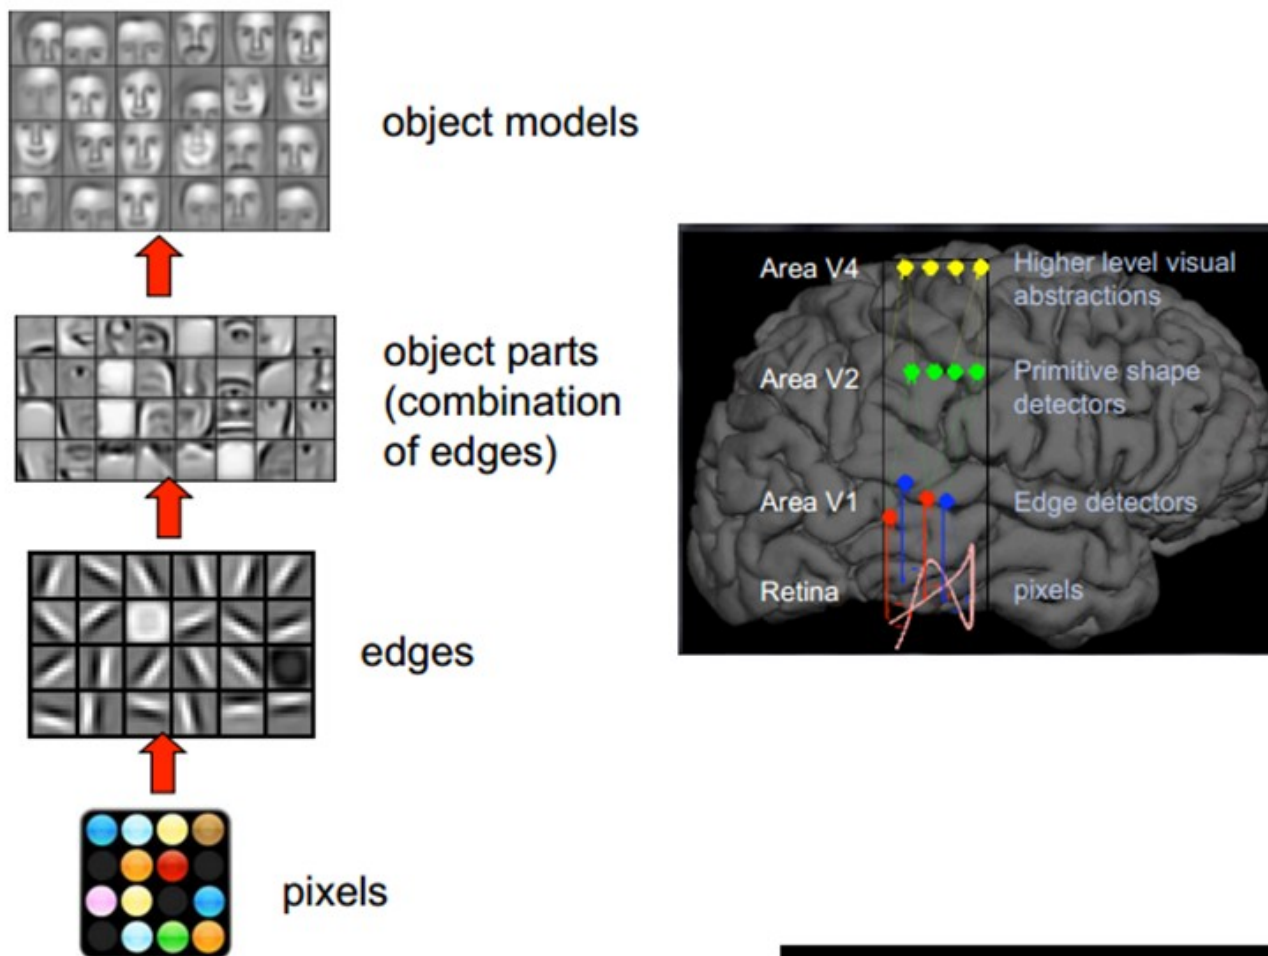 object models
object parts
(combination
of edges)
edges
pixels
Area V4
Higher level visual
abstractions
Area V2
Primitive shape
detectors
Area V1
Edge detectors
Retina
pixels